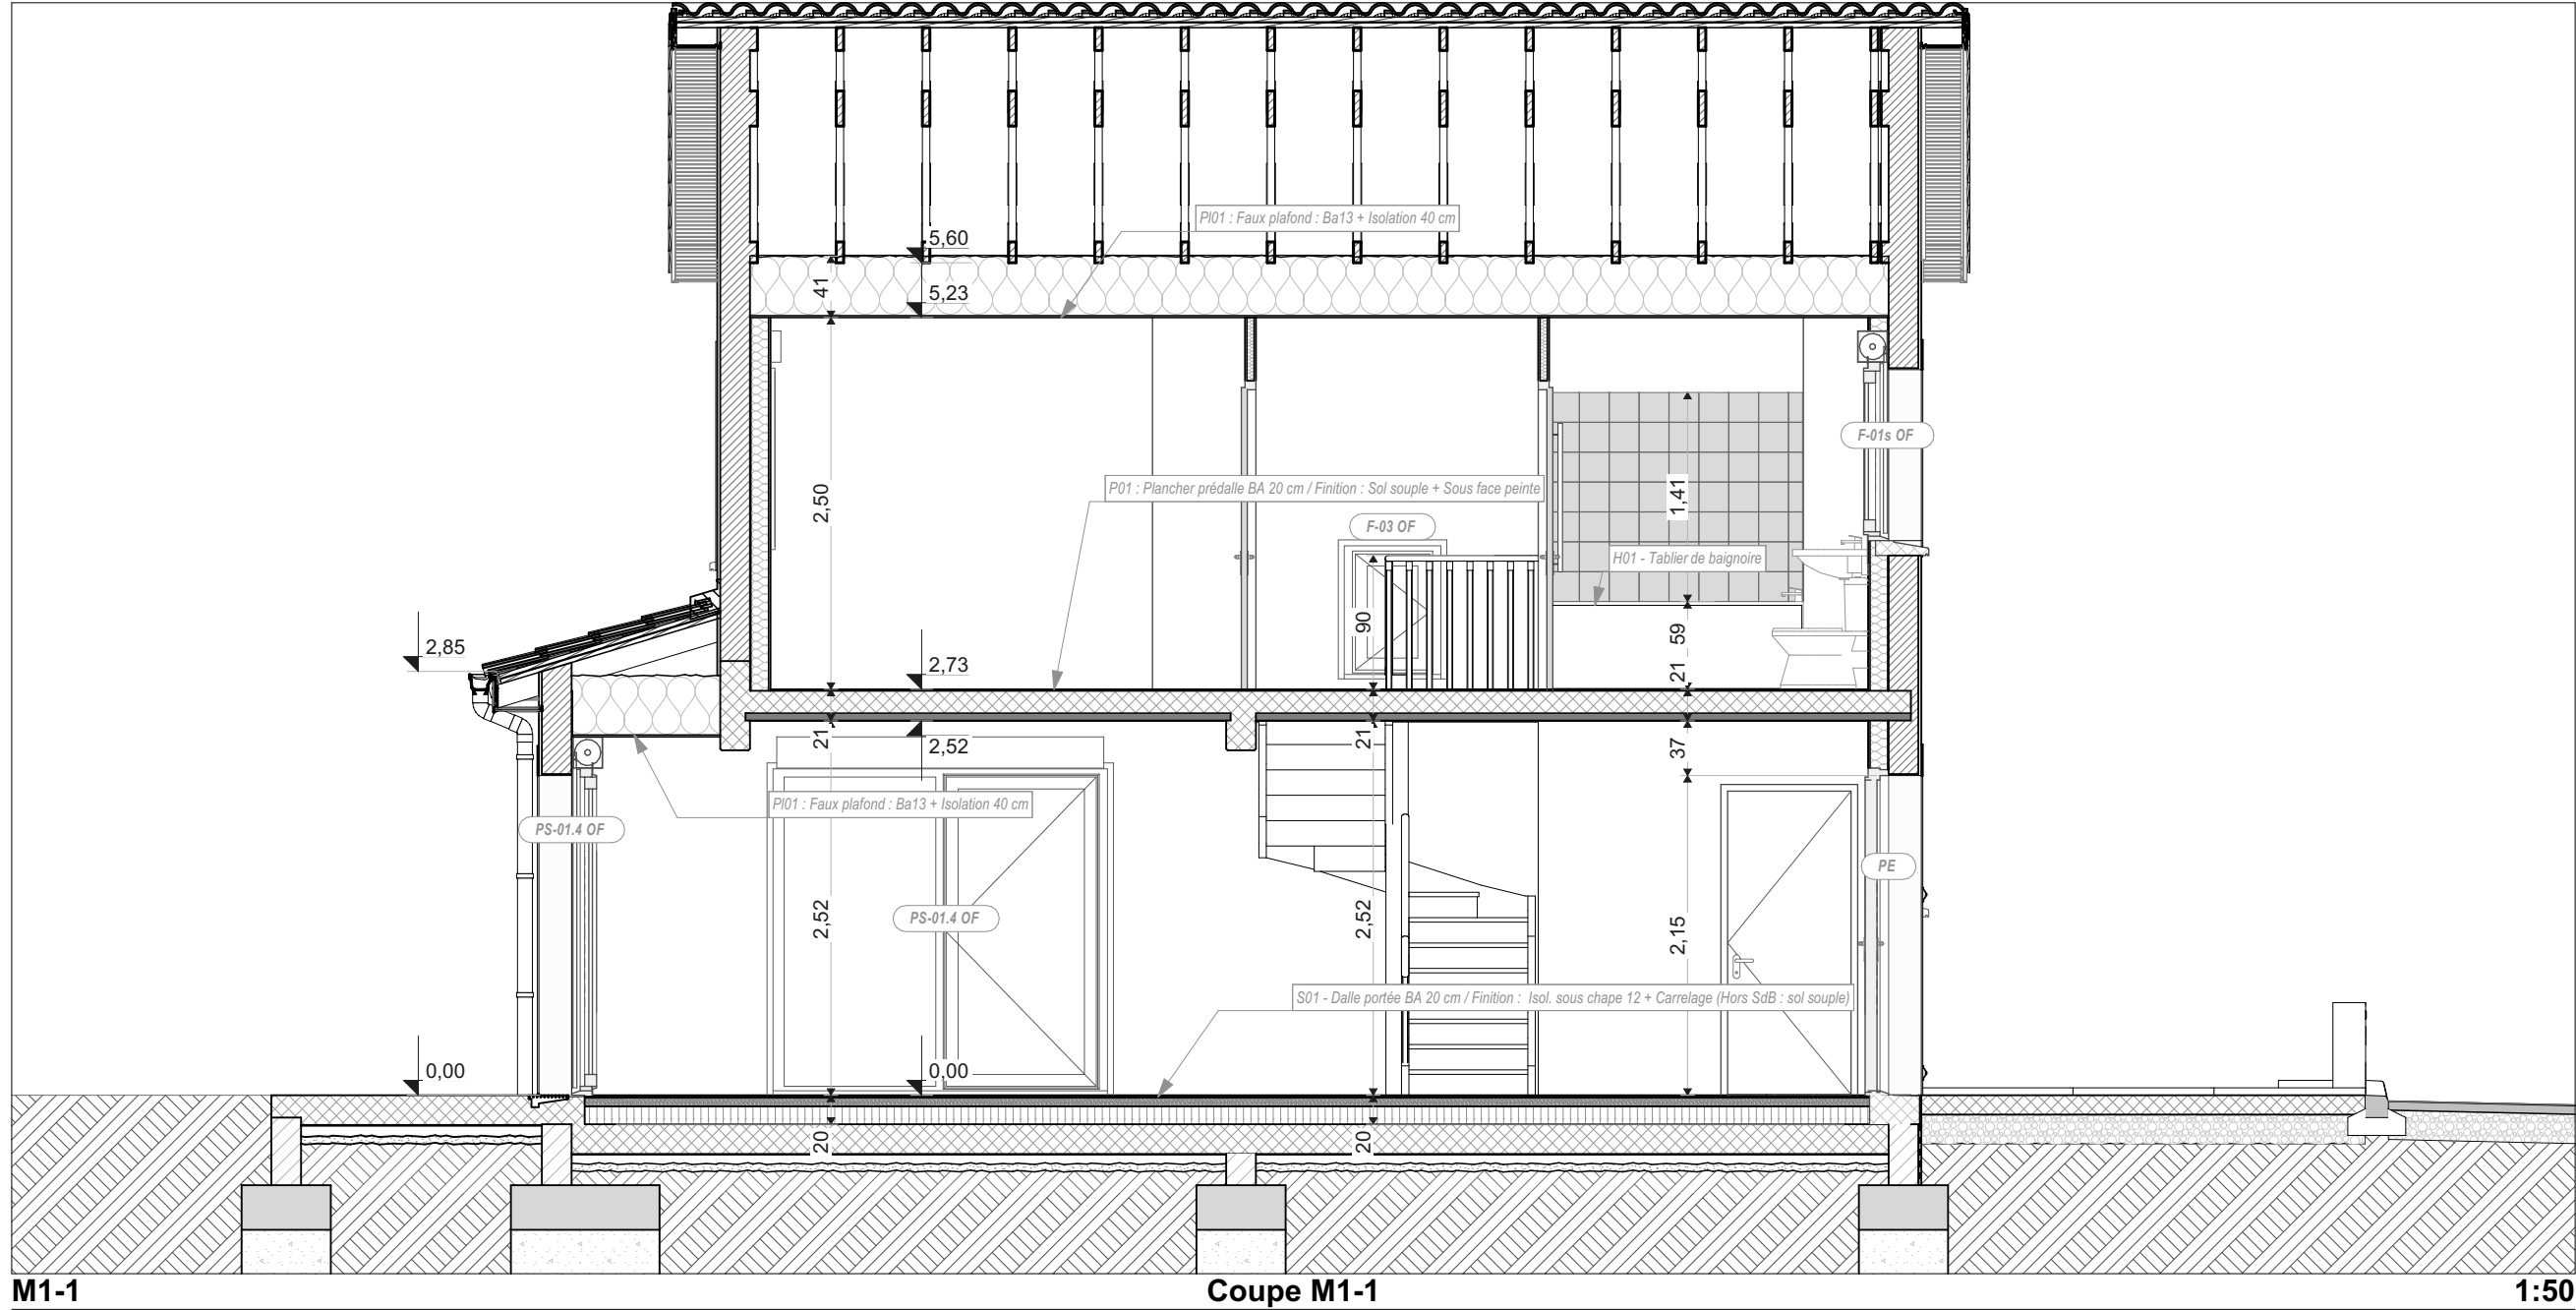 PI01 : Faux plafond : Ba13 + Isolation 40 cm
5,60
41
5,23
F-01s OF
2,50
P01 : Plancher prédalle BA 20 cm / Finition : Sol souple + Sous face peinte
1,41
F-03 OF
H01 - Tablier de baignoire
90
59
2,85
2,73
21
21
2,52
21
37
PI01 : Faux plafond : Ba13 + Isolation 40 cm
PS-01.4 OF
PE
PS-01.4 OF
2,52
2,52
2,15
S01 - Dalle portée BA 20 cm / Finition : Isol. sous chape 12 + Carrelage (Hors SdB : sol souple)
0,00
0,00
20
20
M1-1
Coupe M1-1
1:50